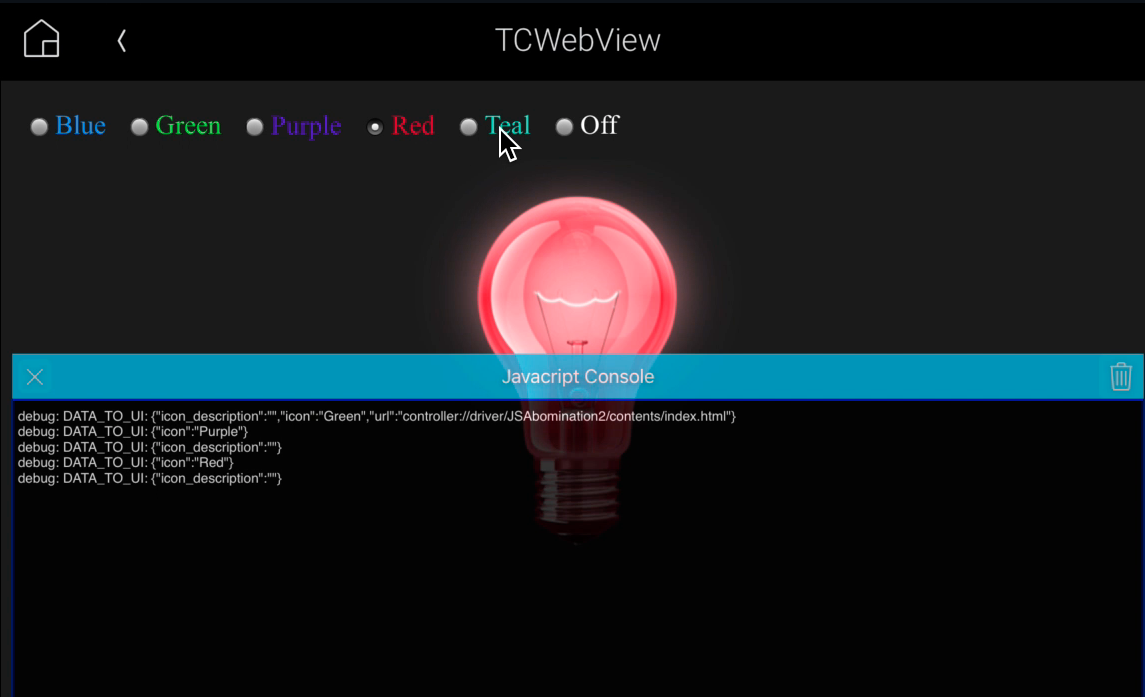 TCWebView
Blue Green Purple Red Teal Off
Javacript Console
debug: DATA_TO_UI: {"icon_description":"","icon":"Green","url":"controller://driver/JSAbomination2/contents/index.html"}
debug: DATA_TO_UI: {"icon":"Purple"}
debug: DATA_TO_UI: {"icon_description":""}
debug: DATA_TO_UI: {"icon":"Red"}
debug: DATA_TO_UI: {"icon_description":""}